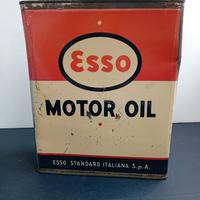 Esso
MOTOR OIL
ESSO STANDARD ITALIANA S.p.A.